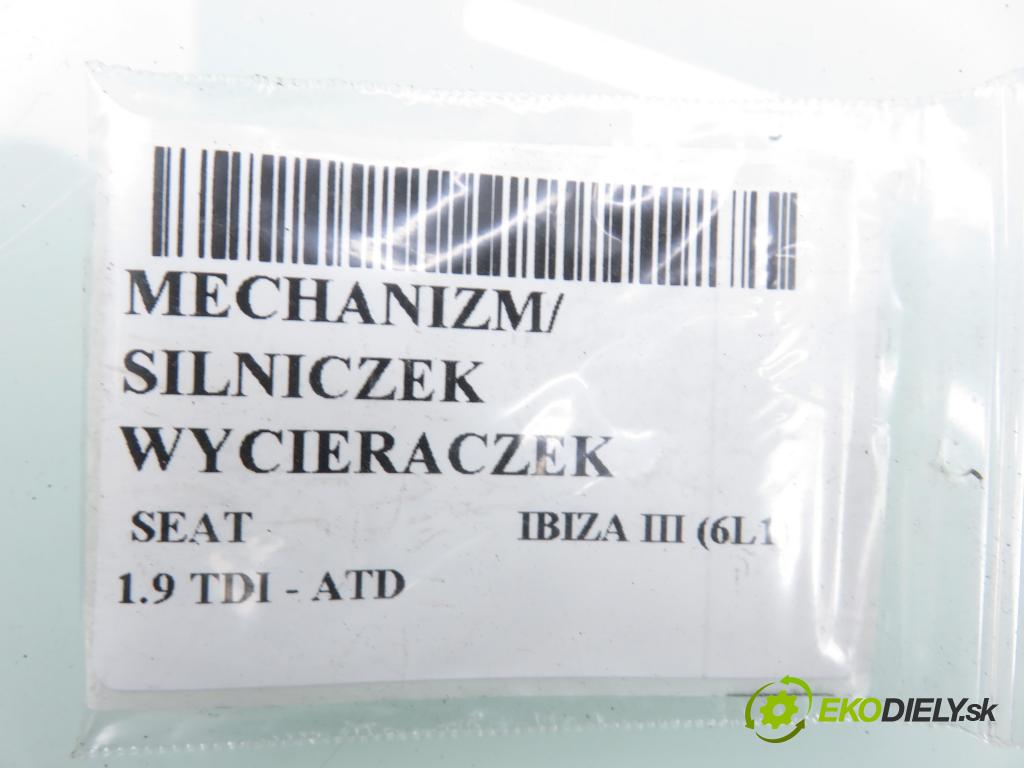 MECHANIZM/
SILNICZEK
WYCIERACZEK
SEAT IBIZA III (6L1)
1.9 TDI - ATD
EKODIELY.sk